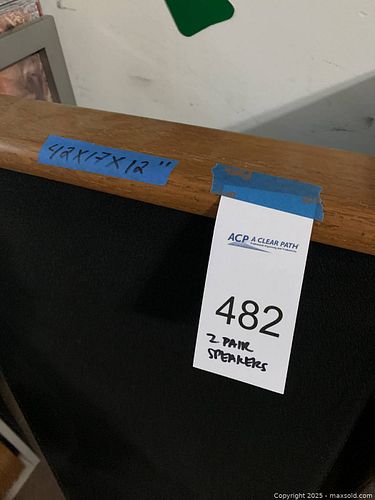 42X17X12"
ACP A CLEAR PATH
482
2 PAIR
SPEAKERS
Copyright 2025 - maxsold.com